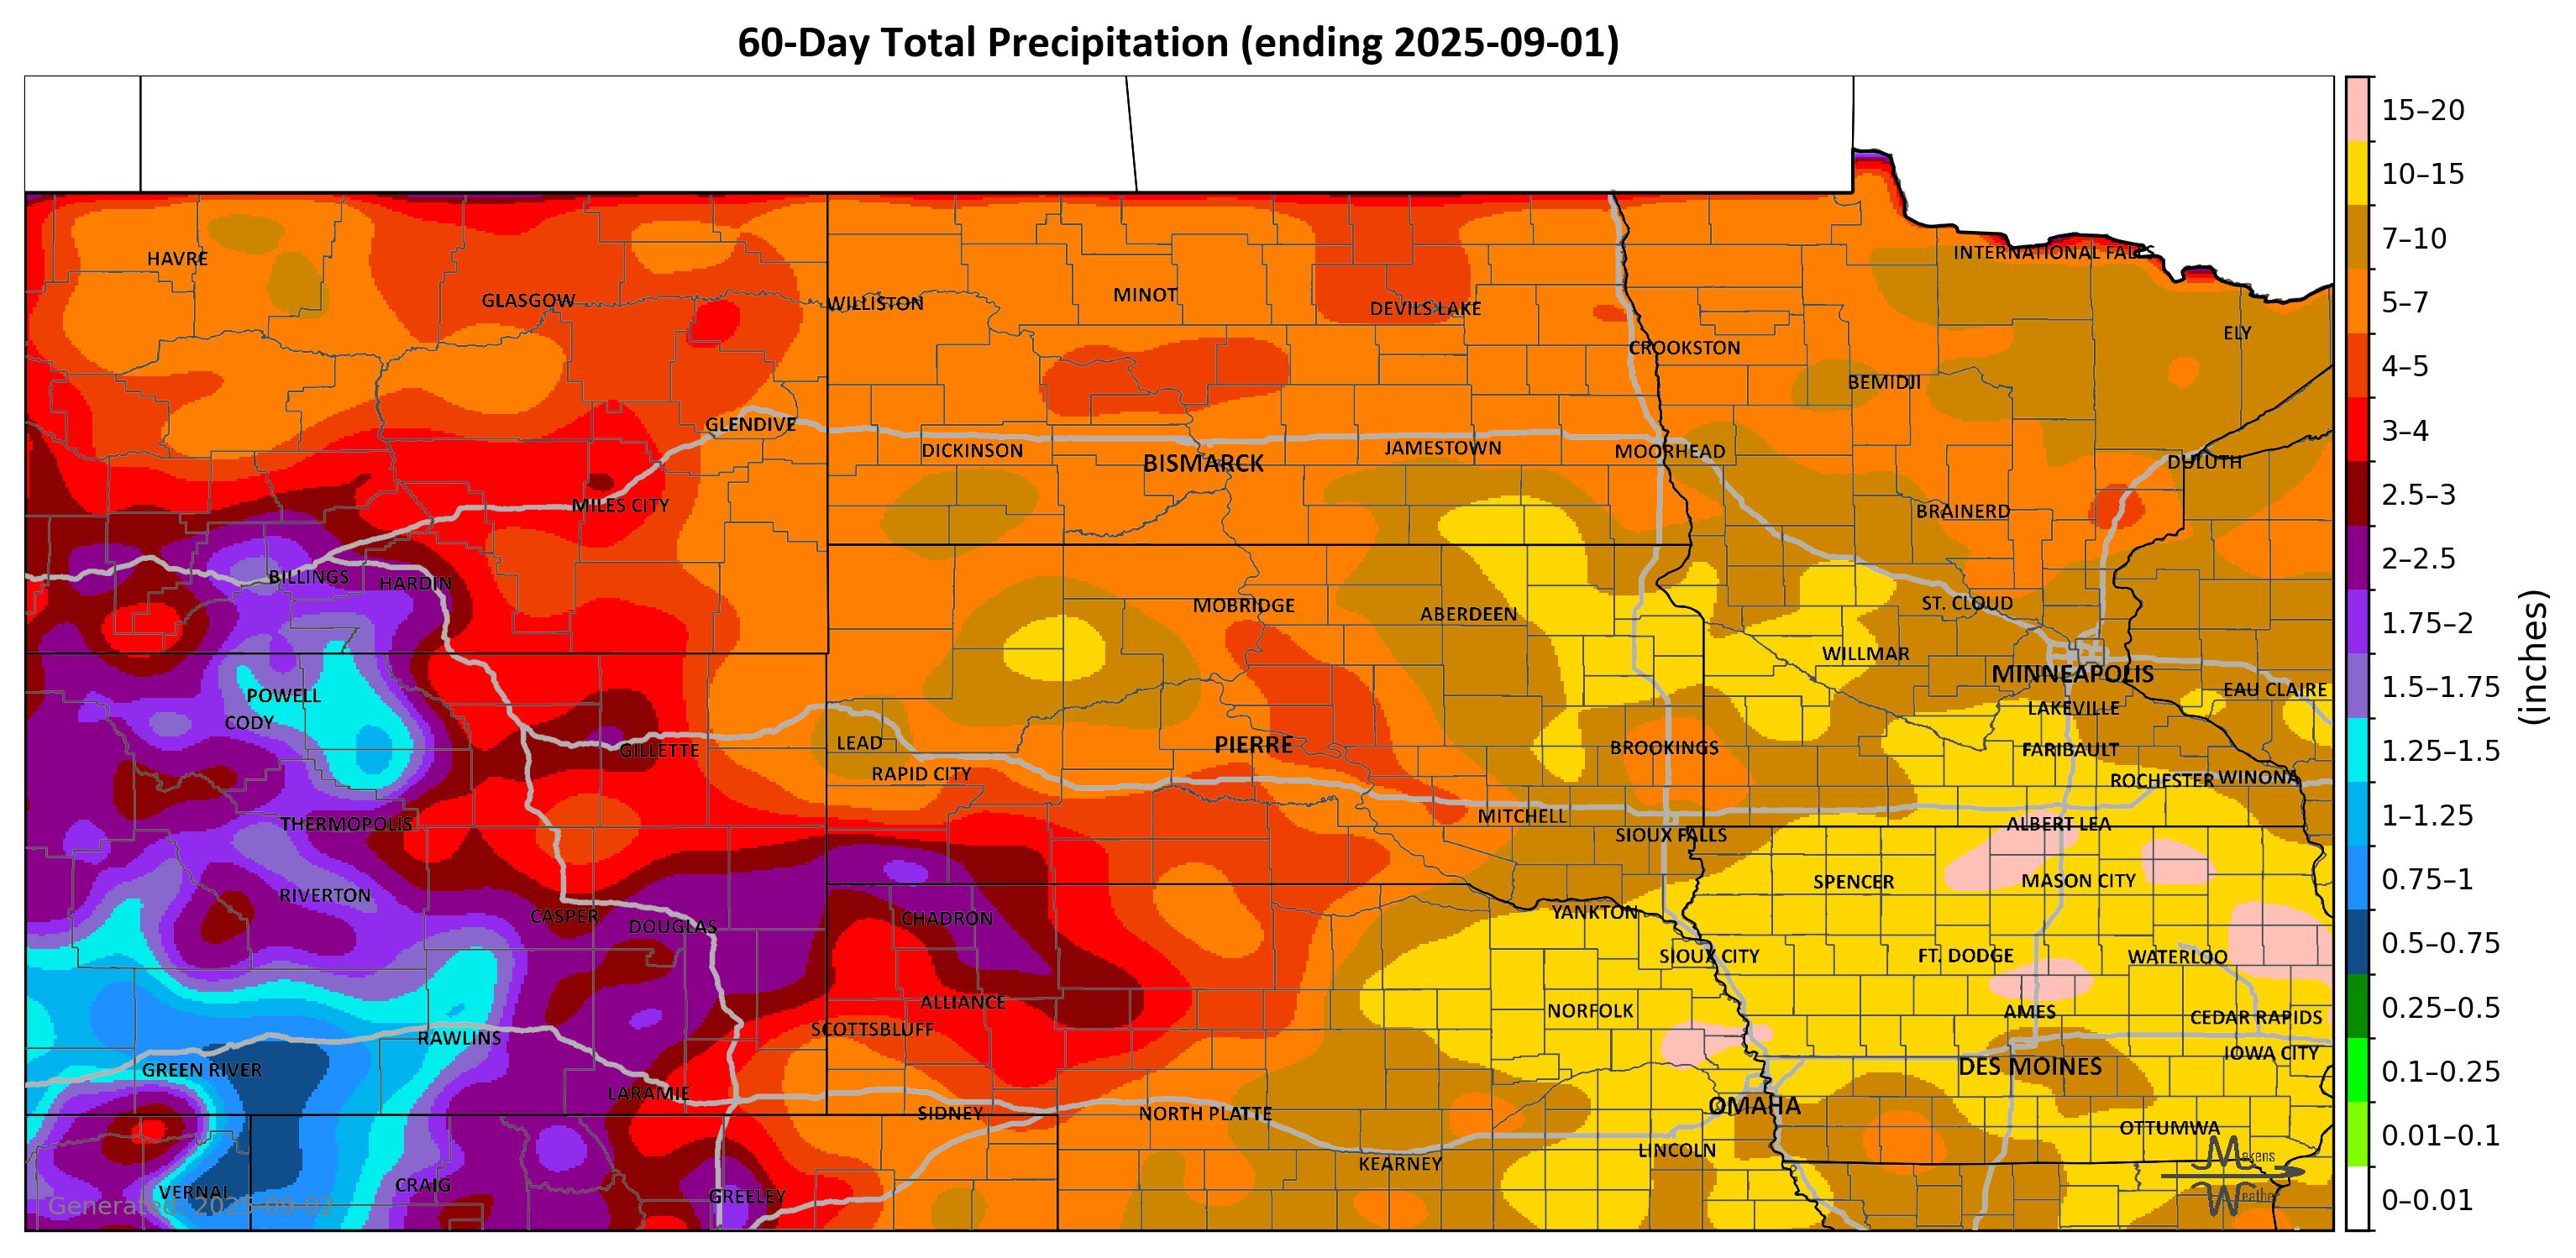 60-Day Total Precipitation (ending 2025-09-01)
15–20
10–15
INTERNATIONAL FALLS
7–10
HAVRE
GLASGOW
WILLISTON
MINOT
DEVILS LAKE
5–7
ELY
CROOKSTON
4–5
BEMIDJI
GLENDIVE
3–4
DICKINSON
BISMARCK
JAMESTOWN
MOORHEAD
DULUTH
2.5–3
MILES CITY
BRAINERD
2–2.5
BILLINGS
HARDIN
MOBRIDGE
ABERDEEN
ST. CLOUD
1.75–2
WILLMAR
MINNEAPOLIS
(inches)
POWELL
CODY
EAU CLAIRE
1.5–1.75
LAKEVILLE
GILLETTE
LEAD
PIERRE
BROOKINGS
FARIBAULT
1.25–1.5
RAPID CITY
ROCHESTER
WINONA
THERMOPOLIS
MITCHELL
SIOUX FALLS
ALBERT LEA
1–1.25
RIVERTON
SPENCER
MASON CITY
0.75–1
CASPER
DOUGLAS
CHADRON
YANKTON
SIOUX CITY
FT. DODGE
WATERLOO
0.5–0.75
ALLIANCE
NORFOLK
AMES
CEDAR RAPIDS
0.25–0.5
SCOTTSBLUFF
RAWLINS
IOWA CITY
GREEN RIVER
DES MOINES
0.1–0.25
LARAMIE
SIDNEY
NORTH PLATTE
OMAHA
OTTUMWA
0.01–0.1
KEARNEY
LINCOLN
Makens
Weather
VERNAL
CRAIG
GREELEY
0–0.01
Generated: 2025-09-02